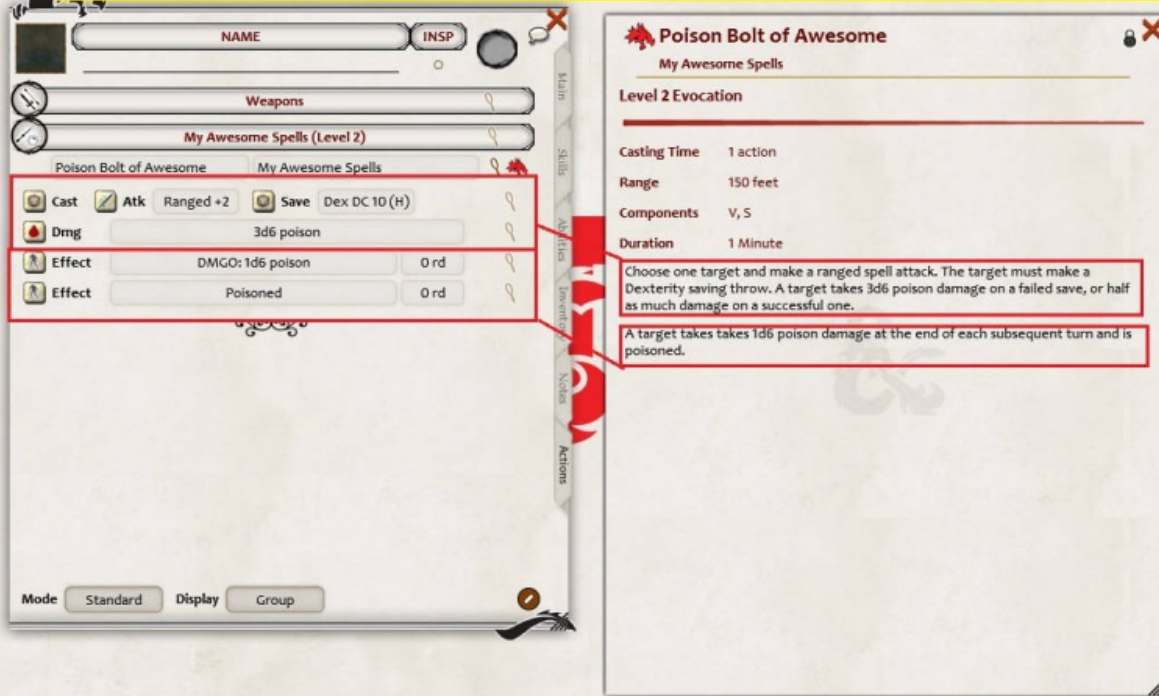 NAME
INSP
Weapons
My Awesome Spells (Level 2)
Poison Bolt of Awesome My Awesome Spells
Cast Atk Ranged +2 Save Dex DC 10 (H)
Dmg 3d6 poison
Effect DMGO: 1d6 poison 0 rd
Effect Poisoned 0 rd
Mode Standard Display Group
Main
Skills
Abilities
Inventory
Notes
Actions
Poison Bolt of Awesome
My Awesome Spells
Level 2 Evocation
Casting Time 1 action
Range 150 feet
Components V, S
Duration 1 Minute
Choose one target and make a ranged spell attack. The target must make a
Dexterity saving throw. A target takes 3d6 poison damage on a failed save, or half
as much damage on a successful one.
A target takes takes 1d6 poison damage at the end of each subsequent turn and is
poisoned.